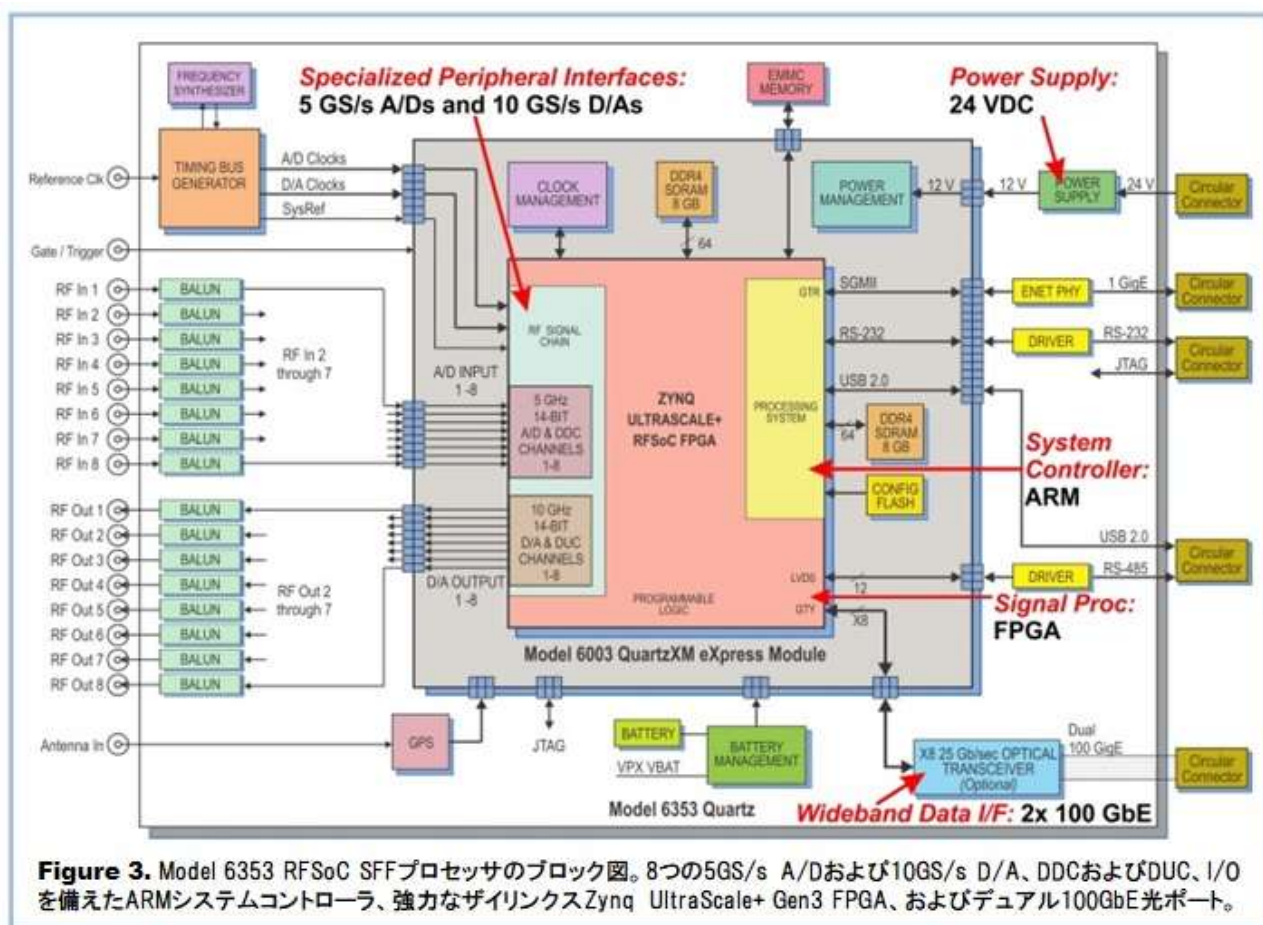 FREQUENCY
SYNTHESIZER
Specialized Peripheral Interfaces:
5 GS/s A/Ds and 10 GS/s D/As
EMMC
MEMORY
Power Supply:
24 VDC
Reference Clk
TIMING BUS
GENERATOR
A/D Clocks
D/A Clocks
SysRef
CLOCK
MANAGEMENT
DDR4
SDRAM
8 GB
POWER
MANAGEMENT
12 V
12 V
POWER
SUPPLY
24 V
Circular
Connector
Gate / Trigger
64
RF In 1
BALUN
RF In 2
BALUN
RF In 3
BALUN
RF In 4
BALUN
RF In 5
BALUN
RF In 6
BALUN
RF In 7
BALUN
RF In 8
BALUN
RF In 2
through 7
A/D INPUT
1 -8
RF SIGNAL
CHAIN
5 GHz
14-BIT
A/D & DDC
CHANNELS
1-8
ZYNQ
ULTRASCALE+
RFSoC FPGA
GTR
PROCESSING
SYSTEM
SGMII
ENET PHY
1 GigE
Circular
Connector
RS-232
DRIVER
RS-232
JTAG
Circular
Connector
USB 2.0
64
DDR4
SDRAM
8 GB
System
Controller:
ARM
CONFIG
FLASH
RF Out 1
BALUN
RF Out 2
BALUN
RF Out 3
BALUN
RF Out 4
BALUN
RF Out 5
BALUN
RF Out 6
BALUN
RF Out 7
BALUN
RF Out 8
BALUN
RF Out 2
through 7
10 GHz
14-BIT
D/A & DUC
CHANNELS
1-8
D/A OUTPUT
1 -8
PROGRAMMABLE
LOGIC
LVDS
12
GTY
X8
USB 2.0
DRIVER
RS-485
Circular
Connector
Signal Proc:
FPGA
Model 6003 QuartzXM eXpress Module
Antenna In
GPS
JTAG
BATTERY
VPX VBAT
BATTERY
MANAGEMENT
X8 25 Gb/sec OPTICAL
TRANSCEIVER
(Optional)
Dual
100 GigE
Circular
Connector
Wideband Data I/F: 2x 100 GbE
Model 6353 Quartz
Figure 3. Model 6353 RFSoC SFFプロセッサのブロック図。8つの5GS/s A/Dおよび10GS/s D/A、DDCおよびDUC、I/O
を備えたARMシステムコントローラ、強力なザイリンクスZynq UltraScale+ Gen3 FPGA、およびデュアル100GbE光ポート。